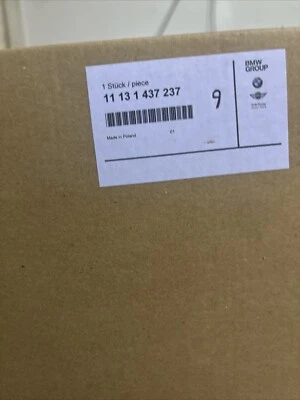 1 Stück / piece
11 13 1 437 237
Made in Poland
9
BMW
GROUP